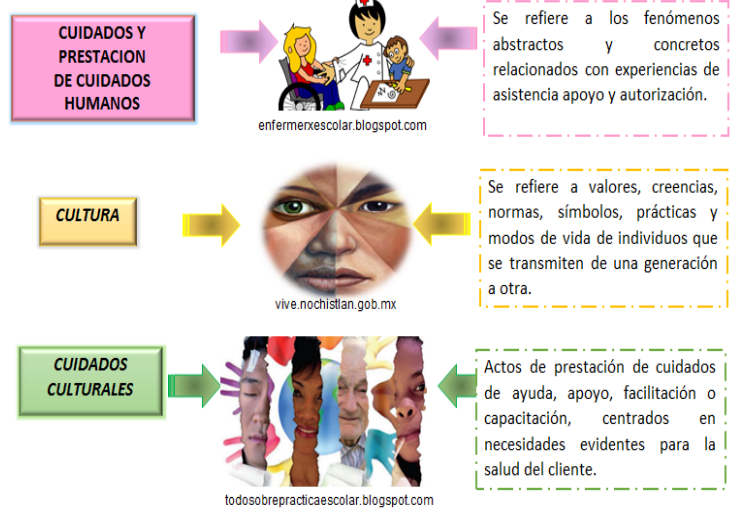 CUIDADOS Y
PRESTACION
DE CUIDADOS
HUMANOS
enfermerxescolar.blogspot.com
Se refiere a los fenómenos
abstractos y concretos
relacionados con experiencias de
asistencia apoyo y autorización.
CULTURA
vive.nochistlan.gob.mx
Se refiere a valores, creencias,
normas, símbolos, prácticas y
modos de vida de individuos que
se transmiten de una generación
a otra.
CUIDADOS
CULTURALES
todosobrepracticaescolar.blogspot.com
Actos de prestación de cuidados
de ayuda, apoyo, facilitación o
capacitación, centrados en
necesidades evidentes para la
salud del cliente.